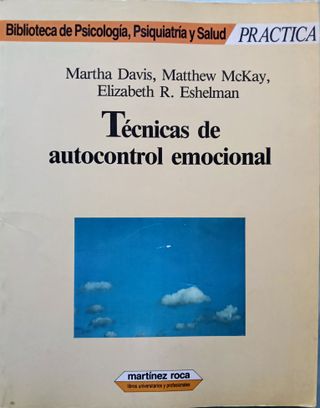 Biblioteca de Psicología, Psiquiatría y Salud PRACTICA
Martha Davis, Matthew McKay,
Elizabeth R. Eshelman
Técnicas de
autocontrol emocional
martínez roca
libros universitarios y profesionales